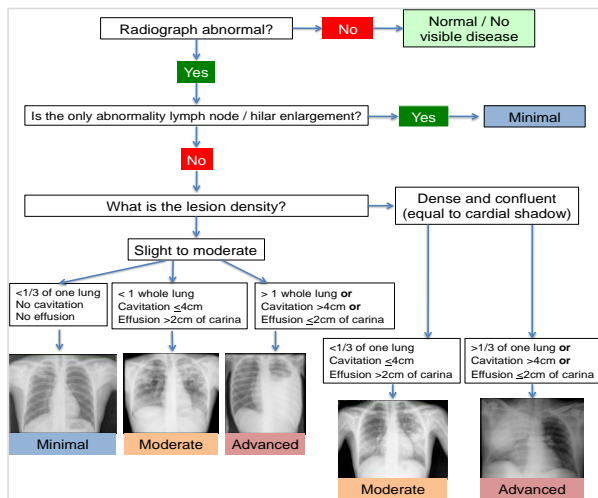 Radiograph abnormal?
No
Normal / No
visible disease
Yes
Is the only abnormality lymph node / hilar enlargement?
Yes
Minimal
No
What is the lesion density?
Dense and confluent
(equal to cardial shadow)
Slight to moderate
<1/3 of one lung
No cavitation
No effusion
< 1 whole lung
Cavitation ≤4cm
Effusion >2cm of carina
> 1 whole lung or
Cavitation >4cm or
Effusion ≤2cm of carina
<1/3 of one lung
Cavitation ≤4cm
Effusion >2cm of carina
>1/3 of one lung or
Cavitation >4cm or
Effusion ≤2cm of carina
Minimal
Moderate
Advanced
Moderate
Advanced